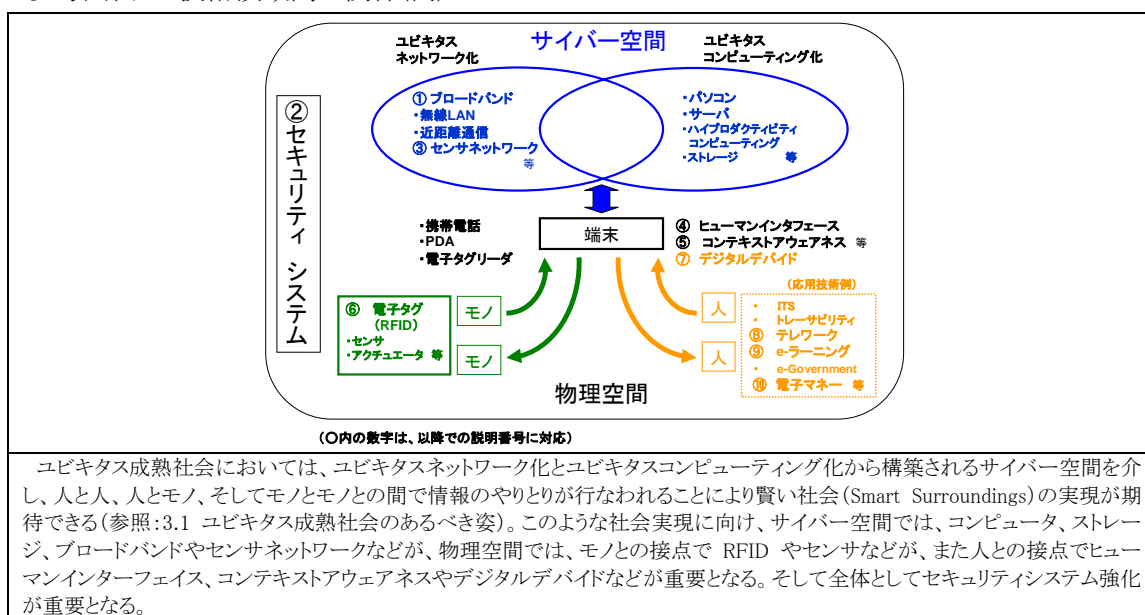 ユビキタス
ネットワーク化
サイバー空間
ユビキタス
コンピューティング化
②セキュリティ システム
① ブロードバンド
・無線LAN
・近距離通信
③ センサネットワーク
等
・パソコン
・サーバ
・ハイプロダクティビティ
コンピューティング
・ストレージ 等
・携帯電話
・PDA
・電子タグリーダ
端末
④ ヒューマンインタフェース
⑤ コンテキストアウェアネス 等
⑦ デジタルデバイド
⑥ 電子タグ
(RFID)
・センサ
・アクチュエータ 等
モノ
モノ
人
人
(応用技術例)
・ ITS
・ トレーサビリティ
⑧ テレワーク
⑨ e-ラーニング
・ e-Government
⑩ 電子マネー 等
物理空間
(〇内の数字は、以降での説明番号に対応)
ユビキタス成熟社会においては、ユビキタスネットワーク化とユビキタスコンピューティング化から構築されるサイバー空間を介
し、人と人、人とモノ、そしてモノとモノとの間で情報のやりとりが行なわれることにより賢い社会(Smart Surroundings)の実現が期
待できる(参照:3.1 ユビキタス成熟社会のあるべき姿)。このような社会実現に向け、サイバー空間では、コンピュータ、ストレー
ジ、ブロードバンドやセンサネットワークなどが、物理空間では、モノとの接点で RFID やセンサなどが、また人との接点でヒュー
マンインターフェイス、コンテキストアウェアネスやデジタルデバイドなどが重要となる。そして全体としてセキュリティシステム強化
が重要となる。